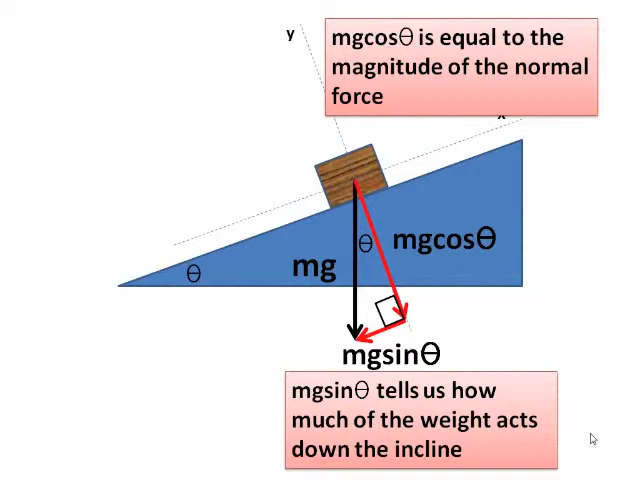 y
mgcosθ is equal to the
magnitude of the normal
force
x
θ
mgcosθ
mg
θ
mgsinθ
mgsinθ tells us how
much of the weight acts
down the incline